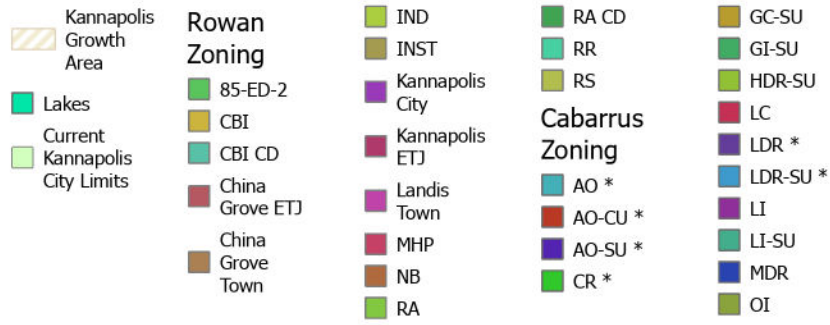 Kannapolis
Growth
Area
Lakes
Current
Kannapolis
City Limits
Rowan
Zoning
85-ED-2
CBI
CBI CD
China
Grove ETJ
China
Grove
Town
IND
INST
Kannapolis
City
Kannapolis
ETJ
Landis
Town
MHP
NB
RA
RA CD
RR
RS
Cabarrus
Zoning
AO *
AO-CU *
AO-SU *
CR *
GC-SU
GI-SU
HDR-SU
LC
LDR *
LDR-SU *
LI
LI-SU
MDR
OI